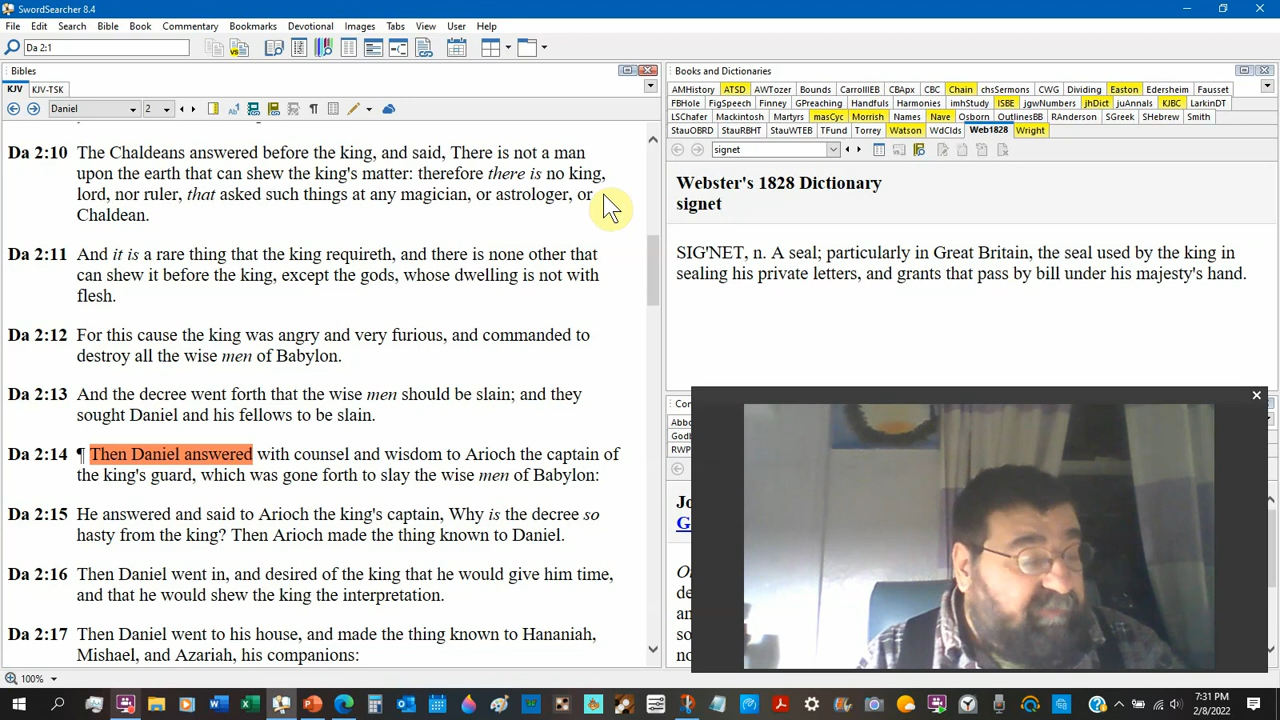 SwordSearcher 8.4
File Edit Search Bible Book Commentary Bookmarks Devotional Images Tabs View User Help
Da 2:1
Bibles
KJV KJV-TSK
Daniel 2
Da 2:10 The Chaldeans answered before the king, and said, There is not a man
upon the earth that can shew the king's matter: therefore there is no king,
lord, nor ruler, that asked such things at any magician, or astrologer, or
Chaldean.
Da 2:11 And it is a rare thing that the king requireth, and there is none other that
can shew it before the king, except the gods, whose dwelling is not with
flesh.
Da 2:12 For this cause the king was angry and very furious, and commanded to
destroy all the wise men of Babylon.
Da 2:13 And the decree went forth that the wise men should be slain; and they
sought Daniel and his fellows to be slain.
Da 2:14 ¶ Then Daniel answered with counsel and wisdom to Arioch the captain of
the king's guard, which was gone forth to slay the wise men of Babylon:
Da 2:15 He answered and said to Arioch the king's captain, Why is the decree so
hasty from the king? Then Arioch made the thing known to Daniel.
Da 2:16 Then Daniel went in, and desired of the king that he would give him time,
and that he would shew the king the interpretation.
Da 2:17 Then Daniel went to his house, and made the thing known to Hananiah,
Mishael, and Azariah, his companions:
100%
Books and Dictionaries
AMHistory ATSD AWTozer Bounds CarrollIEB CBApx CBC Chain chsSermons CWG Dividing Easton Edersheim Fausset
FBHole FigSpeech Finney GPreaching Handfuls Harmonies imhStudy ISBE jgwNumbers jhDict juAnnals KJBC LarkinDT
LSChafer Mackintosh Martyrs masCyc Morrish Names Nave Osborn OutlinesBB RAnderson SGreek SHebrew Smith
StauOBRD StauRBHT StauWTEB TFund Torrey Watson WdClds Web1828 Wright
signet
Webster's 1828 Dictionary
signet
SIG'NET, n. A seal; particularly in Great Britain, the seal used by the king in
sealing his private letters, and grants that pass by bill under his majesty's hand.
7:31 PM
2/8/2022